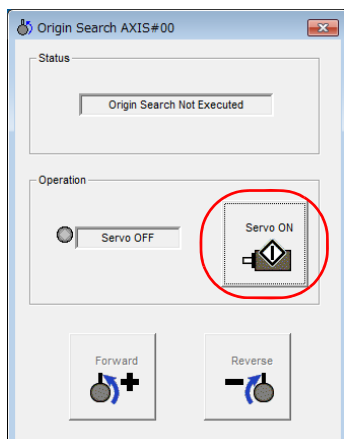 Origin Search AXIS#00
Status
Origin Search Not Executed
Operation
Servo OFF
Servo ON
Forward
Reverse